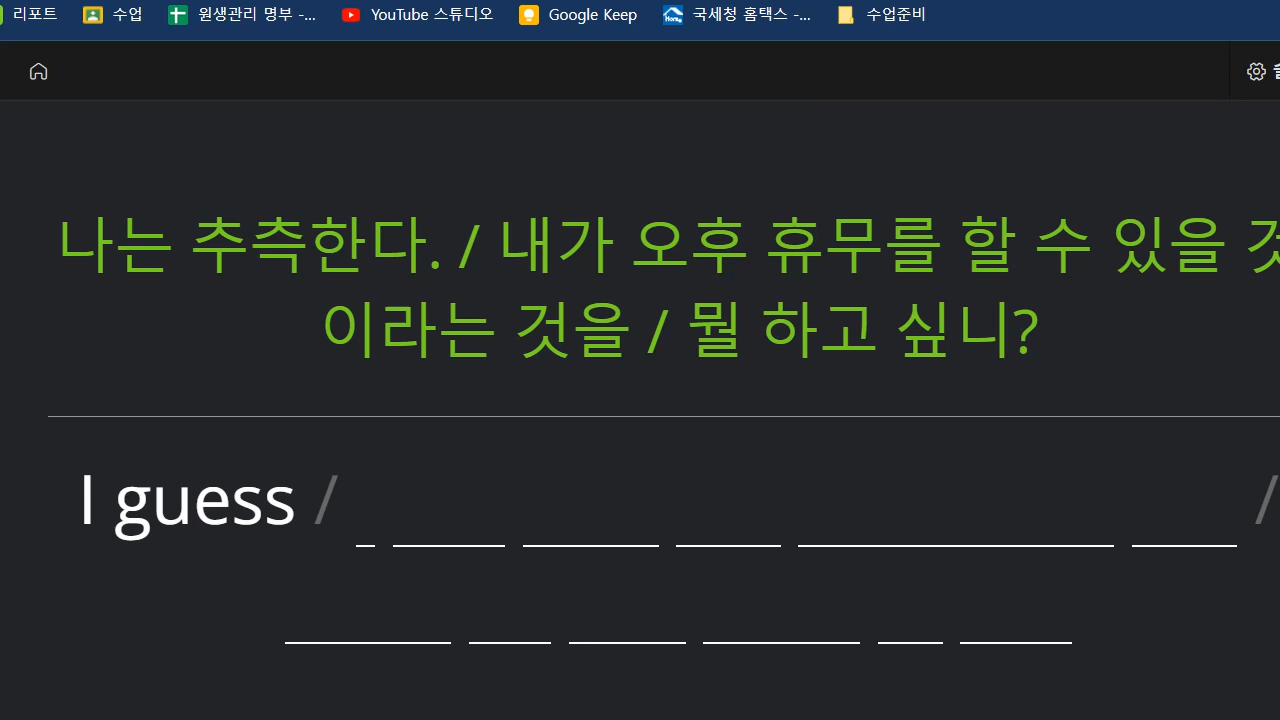 리포트 수업 원생관리 명부 -... YouTube 스튜디오 Google Keep 국세청 홈택스 -... 수업준비
나는 추측한다. / 내가 오후 휴무를 할 수 있을 것
이라는 것을 / 뭘 하고 싶니?
I guess / /